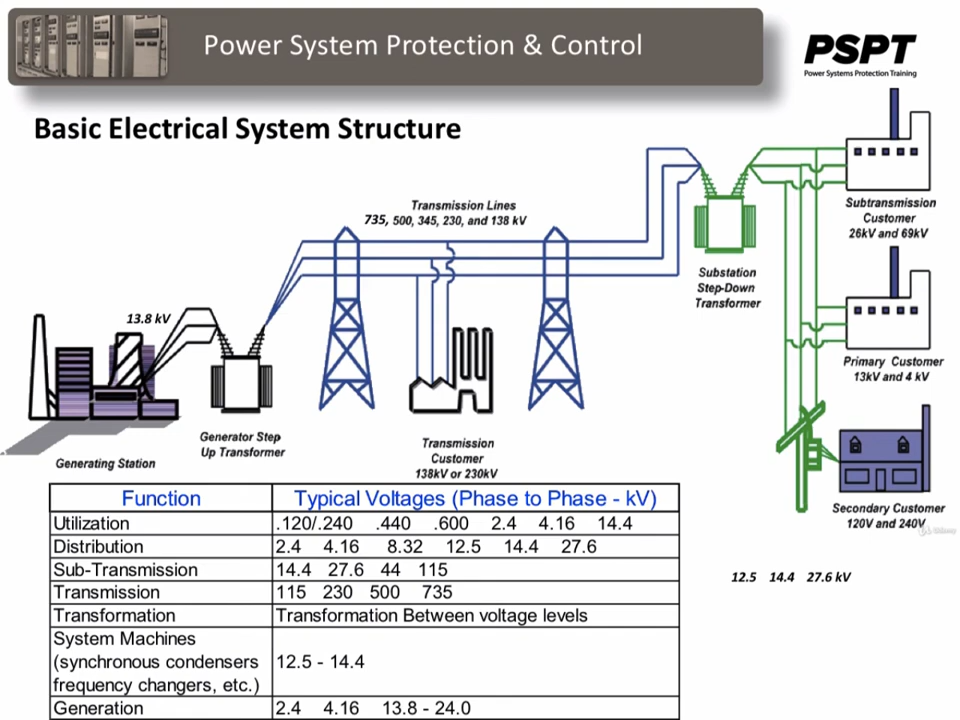 Power System Protection & Control
PSPT
Power Systems Protection Training
Basic Electrical System Structure
Transmission Lines
735, 500, 345, 230, and 138 kV
Subtransmission
Customer
26kV and 69kV
Substation
Step-Down
Transformer
13.8 kV
Primary Customer
13kV and 4 kV
Generator Step
Up Transformer
Generating Station
Transmission
Customer
138kV or 230kV
Secondary Customer
120V and 240V
12.5 14.4 27.6 kV
Function Typical Voltages (Phase to Phase - kV)
Utilization .120/.240 .440 .600 2.4 4.16 14.4
Distribution 2.4 4.16 8.32 12.5 14.4 27.6
Sub-Transmission 14.4 27.6 44 115
Transmission 115 230 500 735
Transformation Transformation Between voltage levels
System Machines
(synchronous condensers 12.5 - 14.4
frequency changers, etc.)
Generation 2.4 4.16 13.8 - 24.0